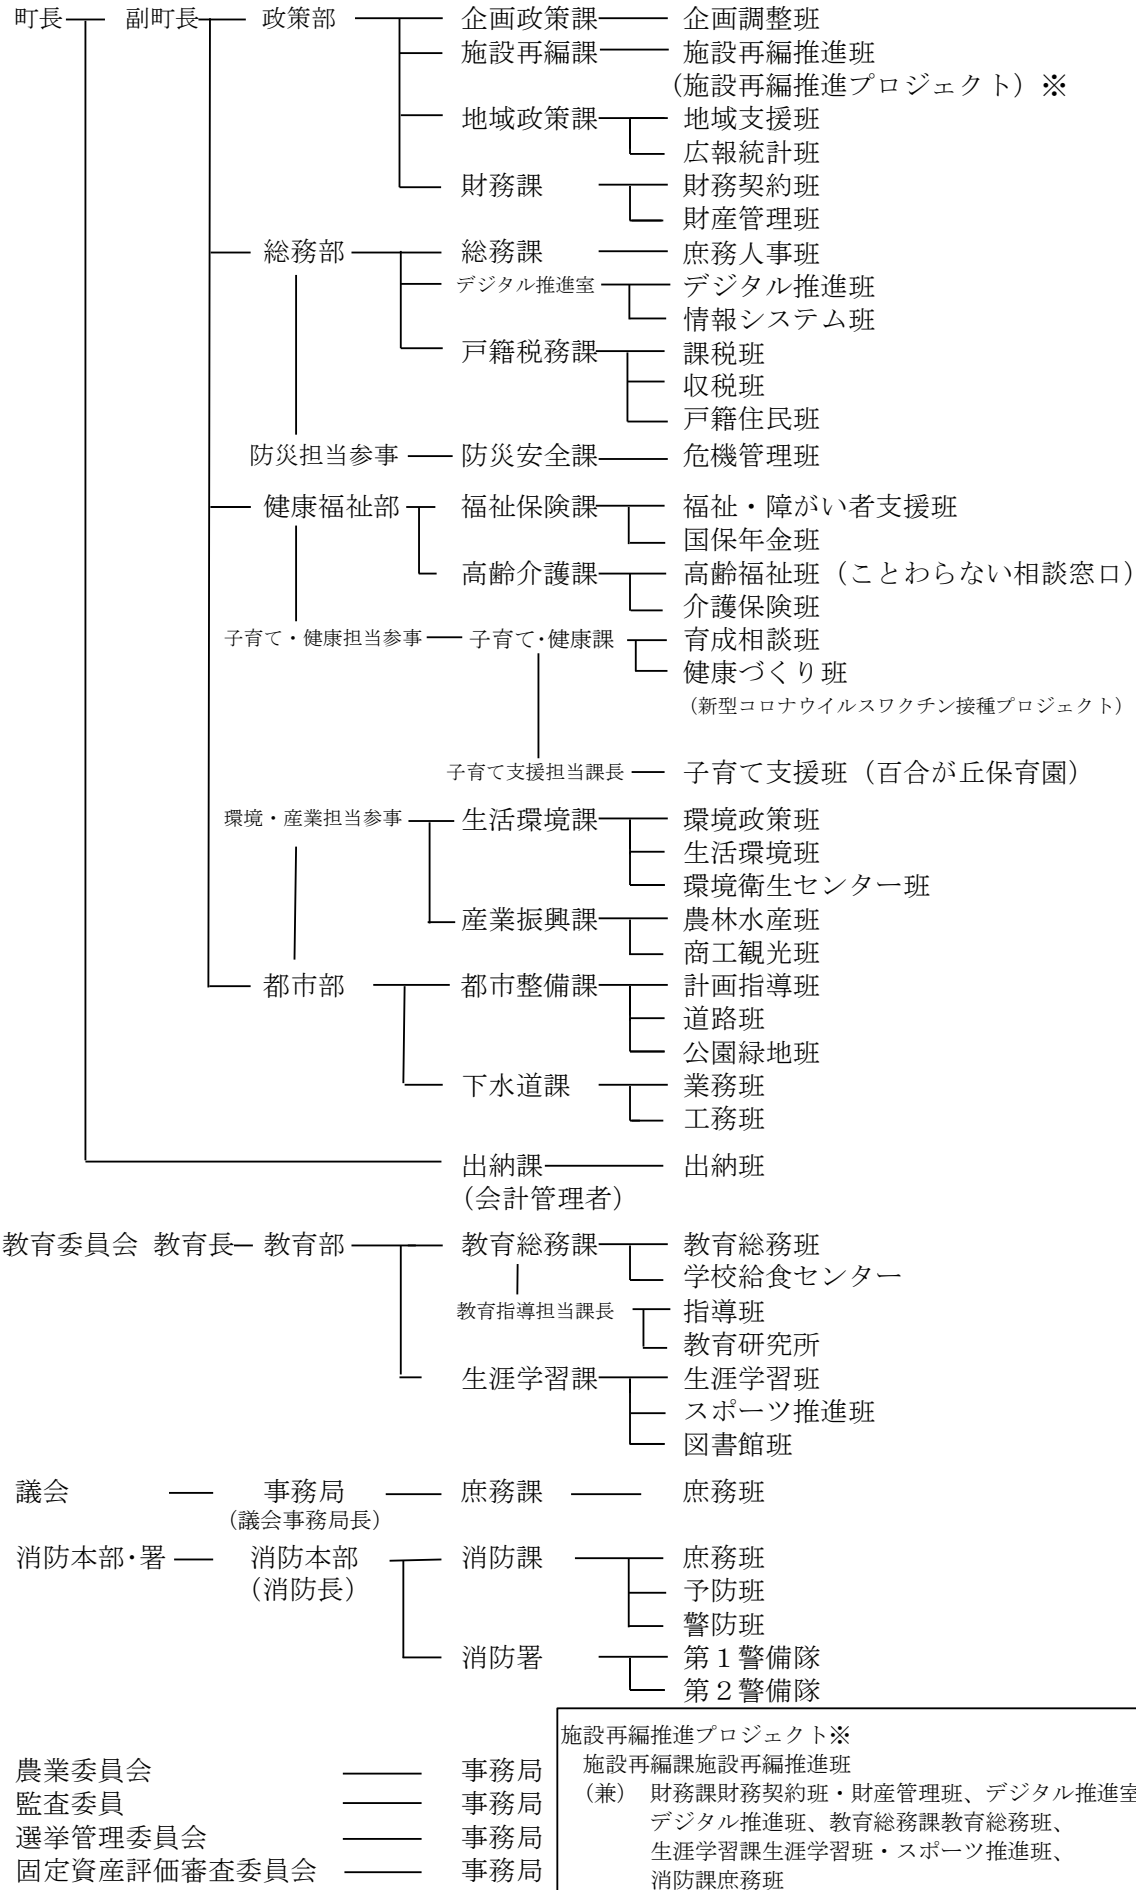 町長 副町長 政策部 企画政策課 企画調整班
施設再編課 施設再編推進班
(施設再編推進プロジェクト)※
地域政策課 地域支援班
広報統計班
財務課 財務契約班
財産管理班
総務部 総務課 庶務人事班
デジタル推進室 デジタル推進班
情報システム班
戸籍税務課 課税班
収税班
戸籍住民班
防災担当参事 防災安全課 危機管理班
健康福祉部 福祉保険課 福祉・障がい者支援班
国保年金班
高齢介護課 高齢福祉班(ことわらない相談窓口)
介護保険班
子育て・健康担当参事 子育て・健康課 育成相談班
健康づくり班
(新型コロナウイルスワクチン接種プロジェクト)
子育て支援担当課長 子育て支援班(百合が丘保育園)
環境・産業担当参事 生活環境課 環境政策班
生活環境班
環境衛生センター班
産業振興課 農林水産班
商工観光班
都市部 都市整備課 計画指導班
道路班
公園緑地班
下水道課 業務班
工務班
出納課 出納班
(会計管理者)
教育委員会 教育長 教育部 教育総務課 教育総務班
学校給食センター
教育指導担当課長 指導班
教育研究所
生涯学習課 生涯学習班
スポーツ推進班
図書館班
議会 事務局 庶務課 庶務班
(議会事務局長)
消防本部・署 消防本部 消防課 庶務班
(消防長) 予防班
警防班
消防署 第1警備隊
第2警備隊
農業委員会 事務局
監査委員 事務局
選挙管理委員会 事務局
固定資産評価審査委員会 事務局
施設再編推進プロジェクト※
施設再編課施設再編推進班
(兼) 財務課財務契約班・財産管理班、デジタル推進室
デジタル推進班、教育総務課教育総務班、
生涯学習課生涯学習班・スポーツ推進班、
消防課庶務班